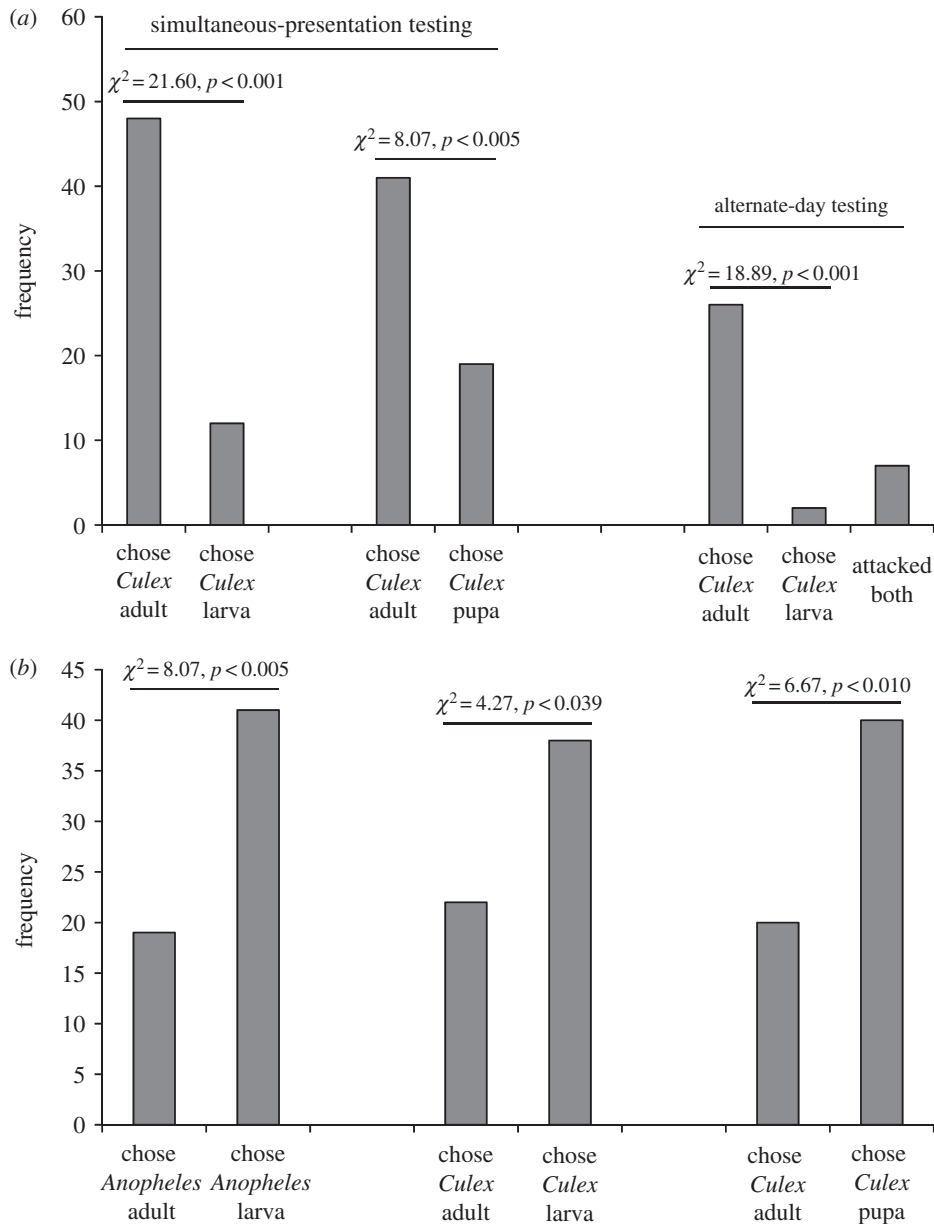 (a)
simultaneous-presentation testing
χ² = 21.60, p < 0.001
χ² = 8.07, p < 0.005
alternate-day testing
χ² = 18.89, p < 0.001
frequency
60
50
40
30
20
10
0
chose Culex adult
chose Culex larva
chose Culex adult
chose Culex pupa
chose Culex adult
chose Culex larva
attacked both
(b)
χ² = 8.07, p < 0.005
χ² = 4.27, p < 0.039
χ² = 6.67, p < 0.010
frequency
45
40
35
30
25
20
15
10
5
0
chose Anopheles adult
chose Anopheles larva
chose Culex adult
chose Culex larva
chose Culex adult
chose Culex pupa